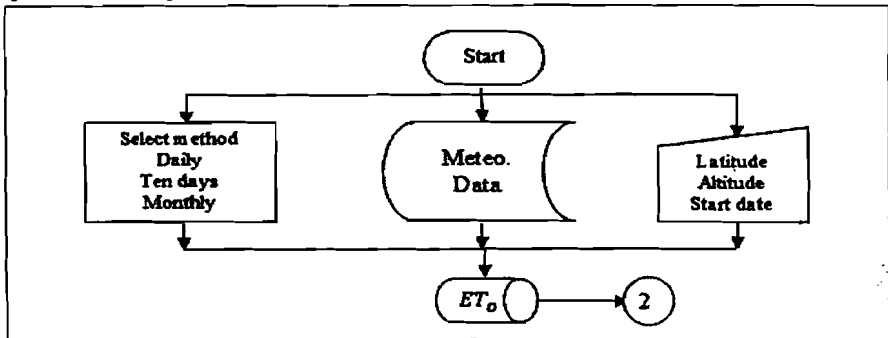 Start
Select method
Daily
Ten days
Monthly
Meteo.
Data
Latitude
Altitude
Start date
ETo
2